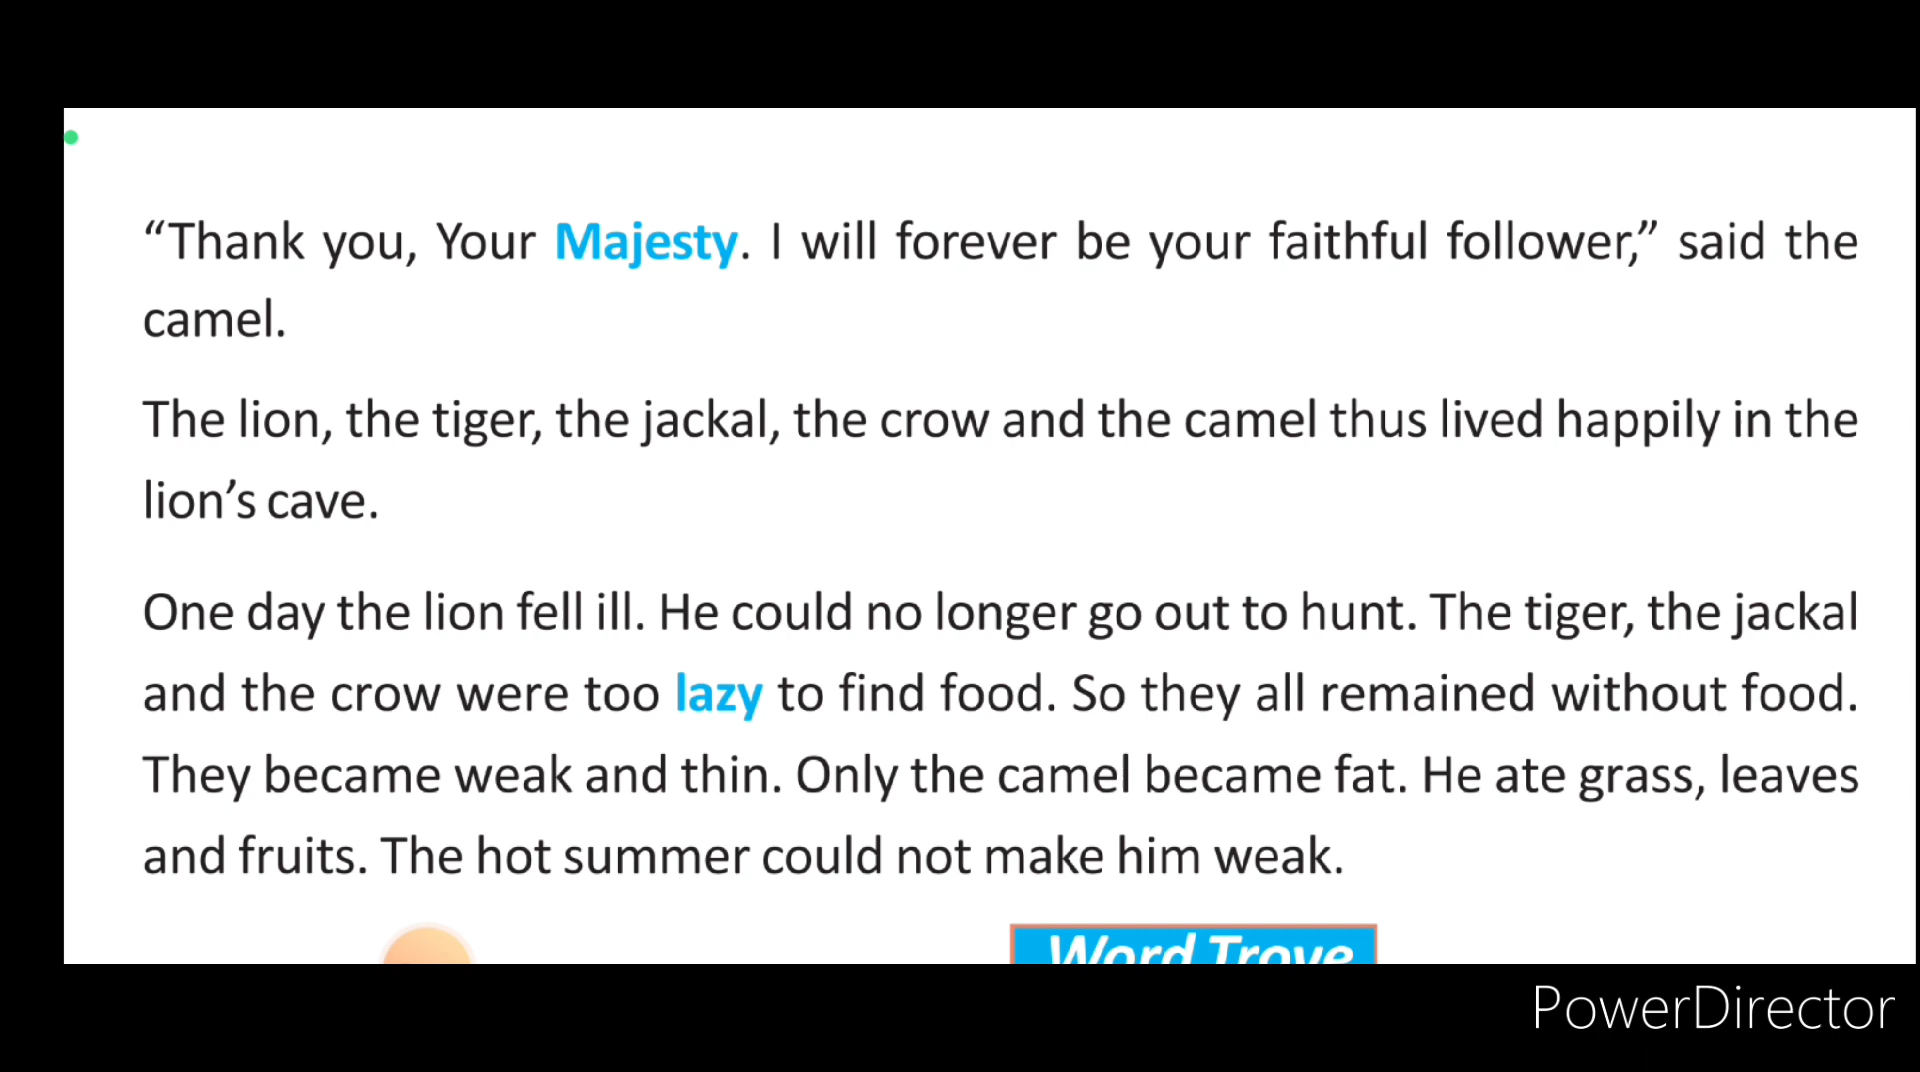 “Thank you, Your Majesty. I will forever be your faithful follower,” said the
camel.
The lion, the tiger, the jackal, the crow and the camel thus lived happily in the
lion’s cave.
One day the lion fell ill. He could no longer go out to hunt. The tiger, the jackal
and the crow were too lazy to find food. So they all remained without food.
They became weak and thin. Only the camel became fat. He ate grass, leaves
and fruits. The hot summer could not make him weak.
Word Trove
PowerDirector